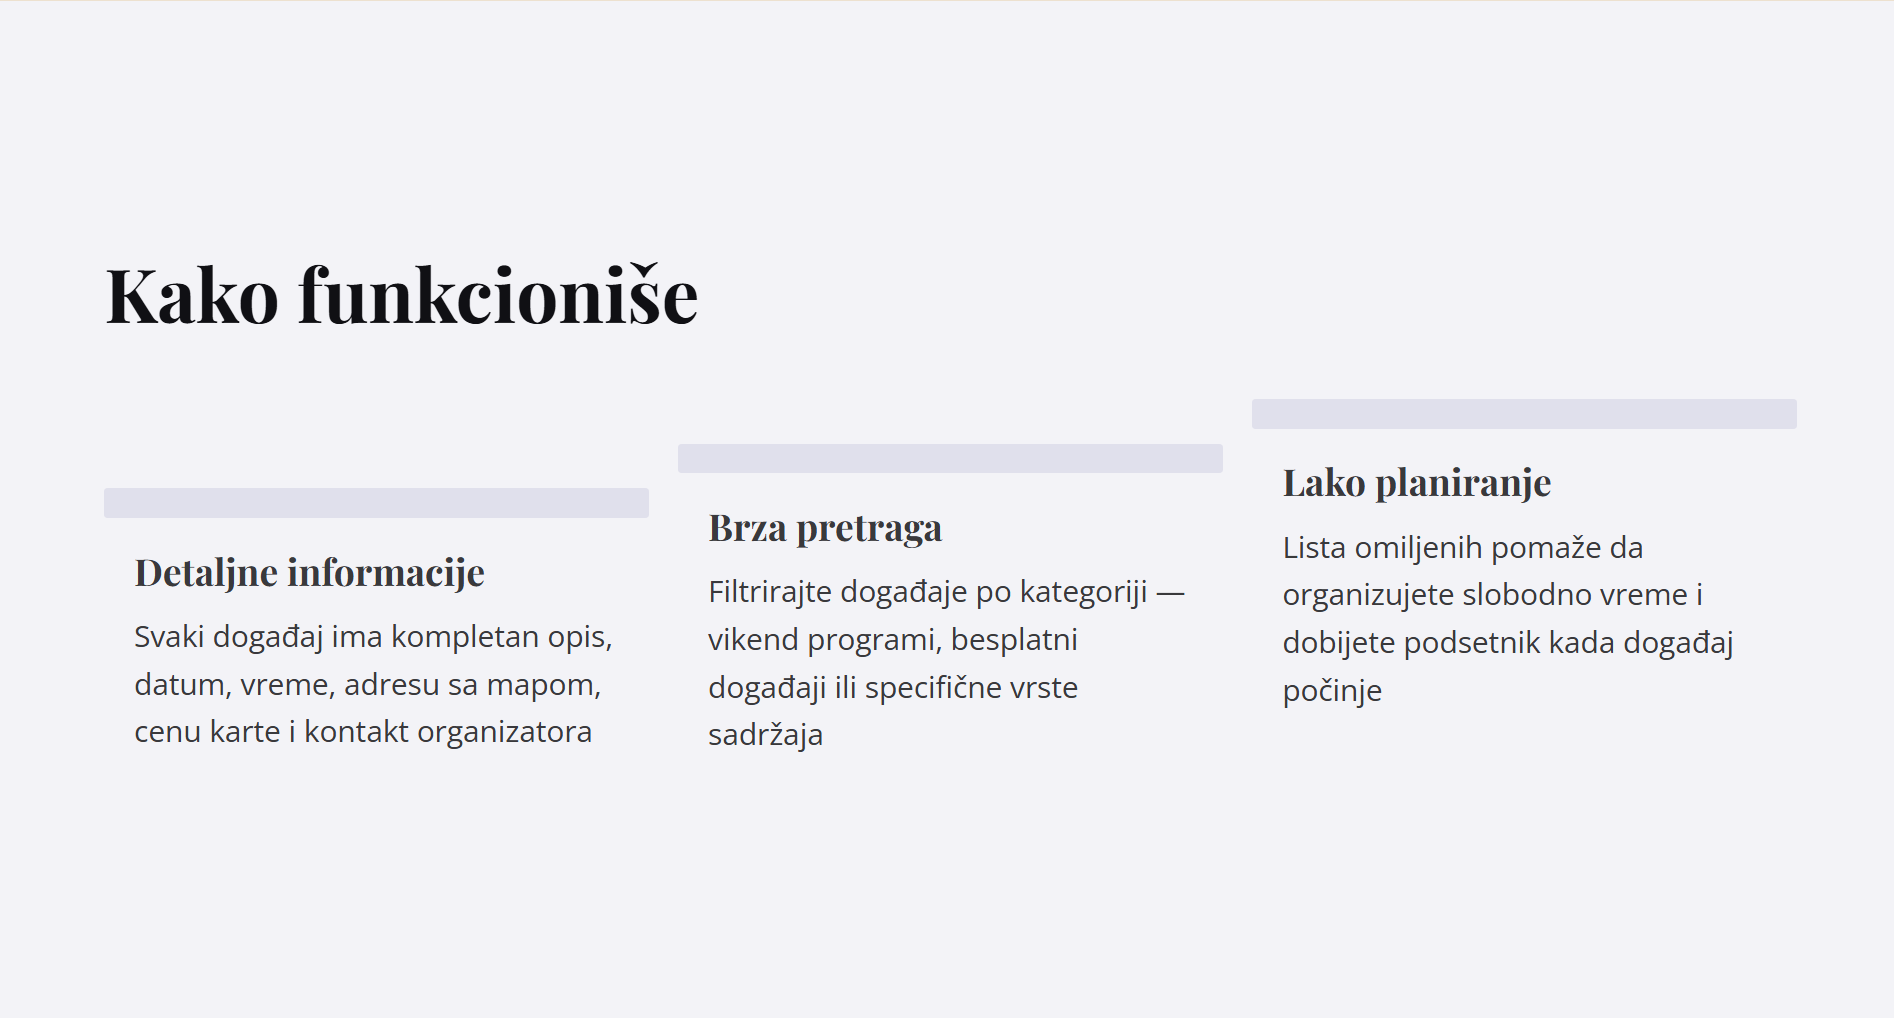 Kako funkcioniše
Detaljne informacije
Svaki događaj ima kompletan opis,
datum, vreme, adresu sa mapom,
cenu karte i kontakt organizatora
Brza pretraga
Filtrirajte događaje po kategoriji —
vikend programi, besplatni
događaji ili specifične vrste
sadržaja
Lako planiranje
Lista omiljenih pomaže da
organizujete slobodno vreme i
dobijete podsetnik kada događaj
počinje